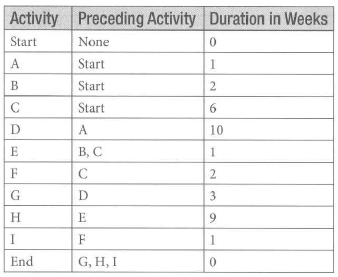 Activity Preceding Activity Duration in Weeks
Start None 0
A Start 1
B Start 2
C Start 6
D A 10
E B, C 1
F C 2
G D 3
H E 9
I F 1
End G, H, I 0